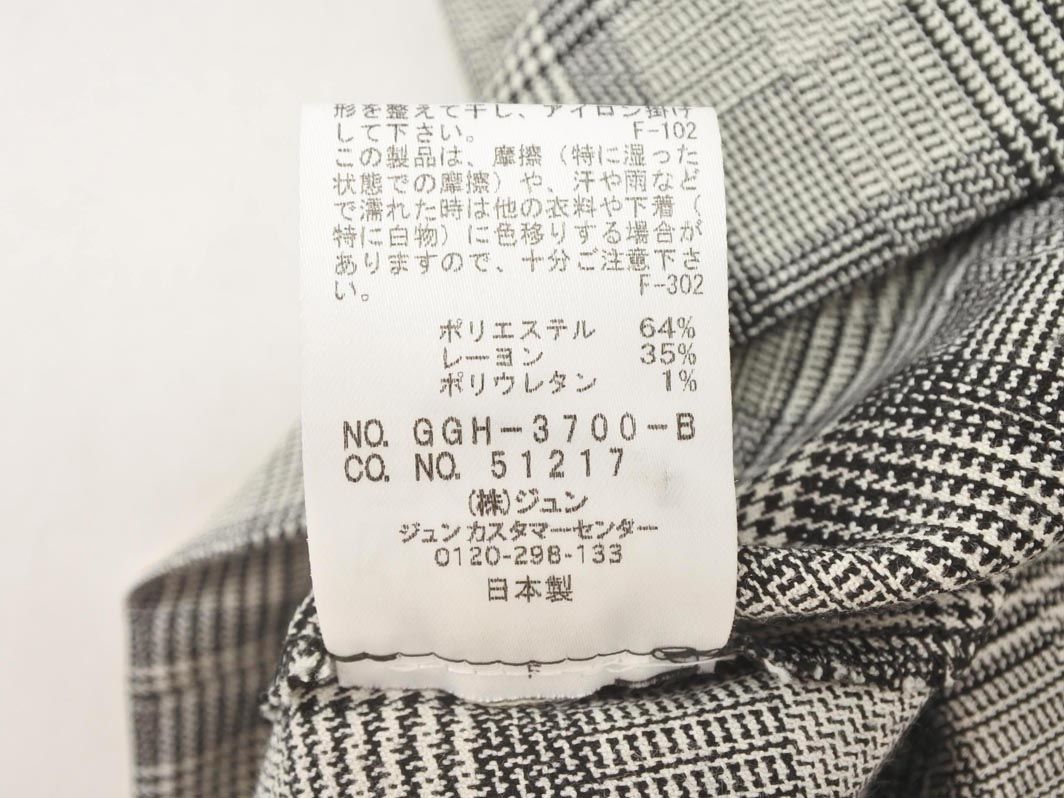 形を整えて干し、アイロン掛け
して下さい。 F-102
この製品は、摩擦（特に湿った
状態での摩擦）や、汗や雨など
で濡れた時は他の衣料や下着（
特に白物）に色移りする場合が
ありますので、十分ご注意下さ
い。 F-302
ポリエステル 64%
レーヨン 35%
ポリウレタン 1%
NO. GGH-3700-B
CO. NO. 51217
(株)ジュン
ジュンカスタマーセンター
0120-298-133
日本製